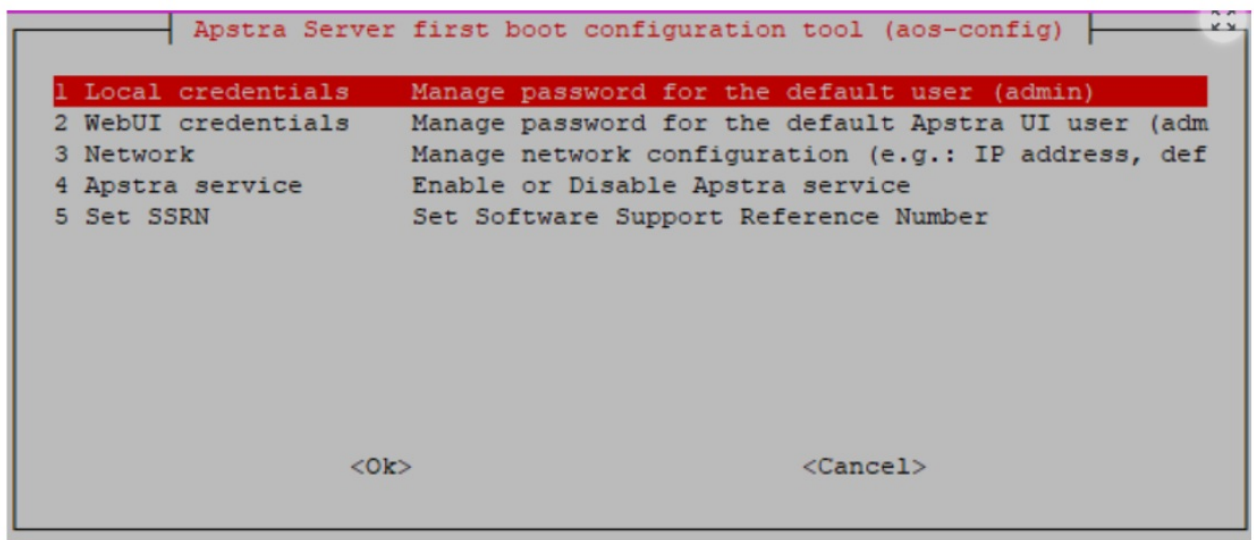 Apstra Server first boot configuration tool (aos-config)
1 Local credentials Manage password for the default user (admin)
2 WebUI credentials Manage password for the default Apstra UI user (adm
3 Network Manage network configuration (e.g.: IP address, def
4 Apstra service Enable or Disable Apstra service
5 Set SSRN Set Software Support Reference Number
<Ok> <Cancel>